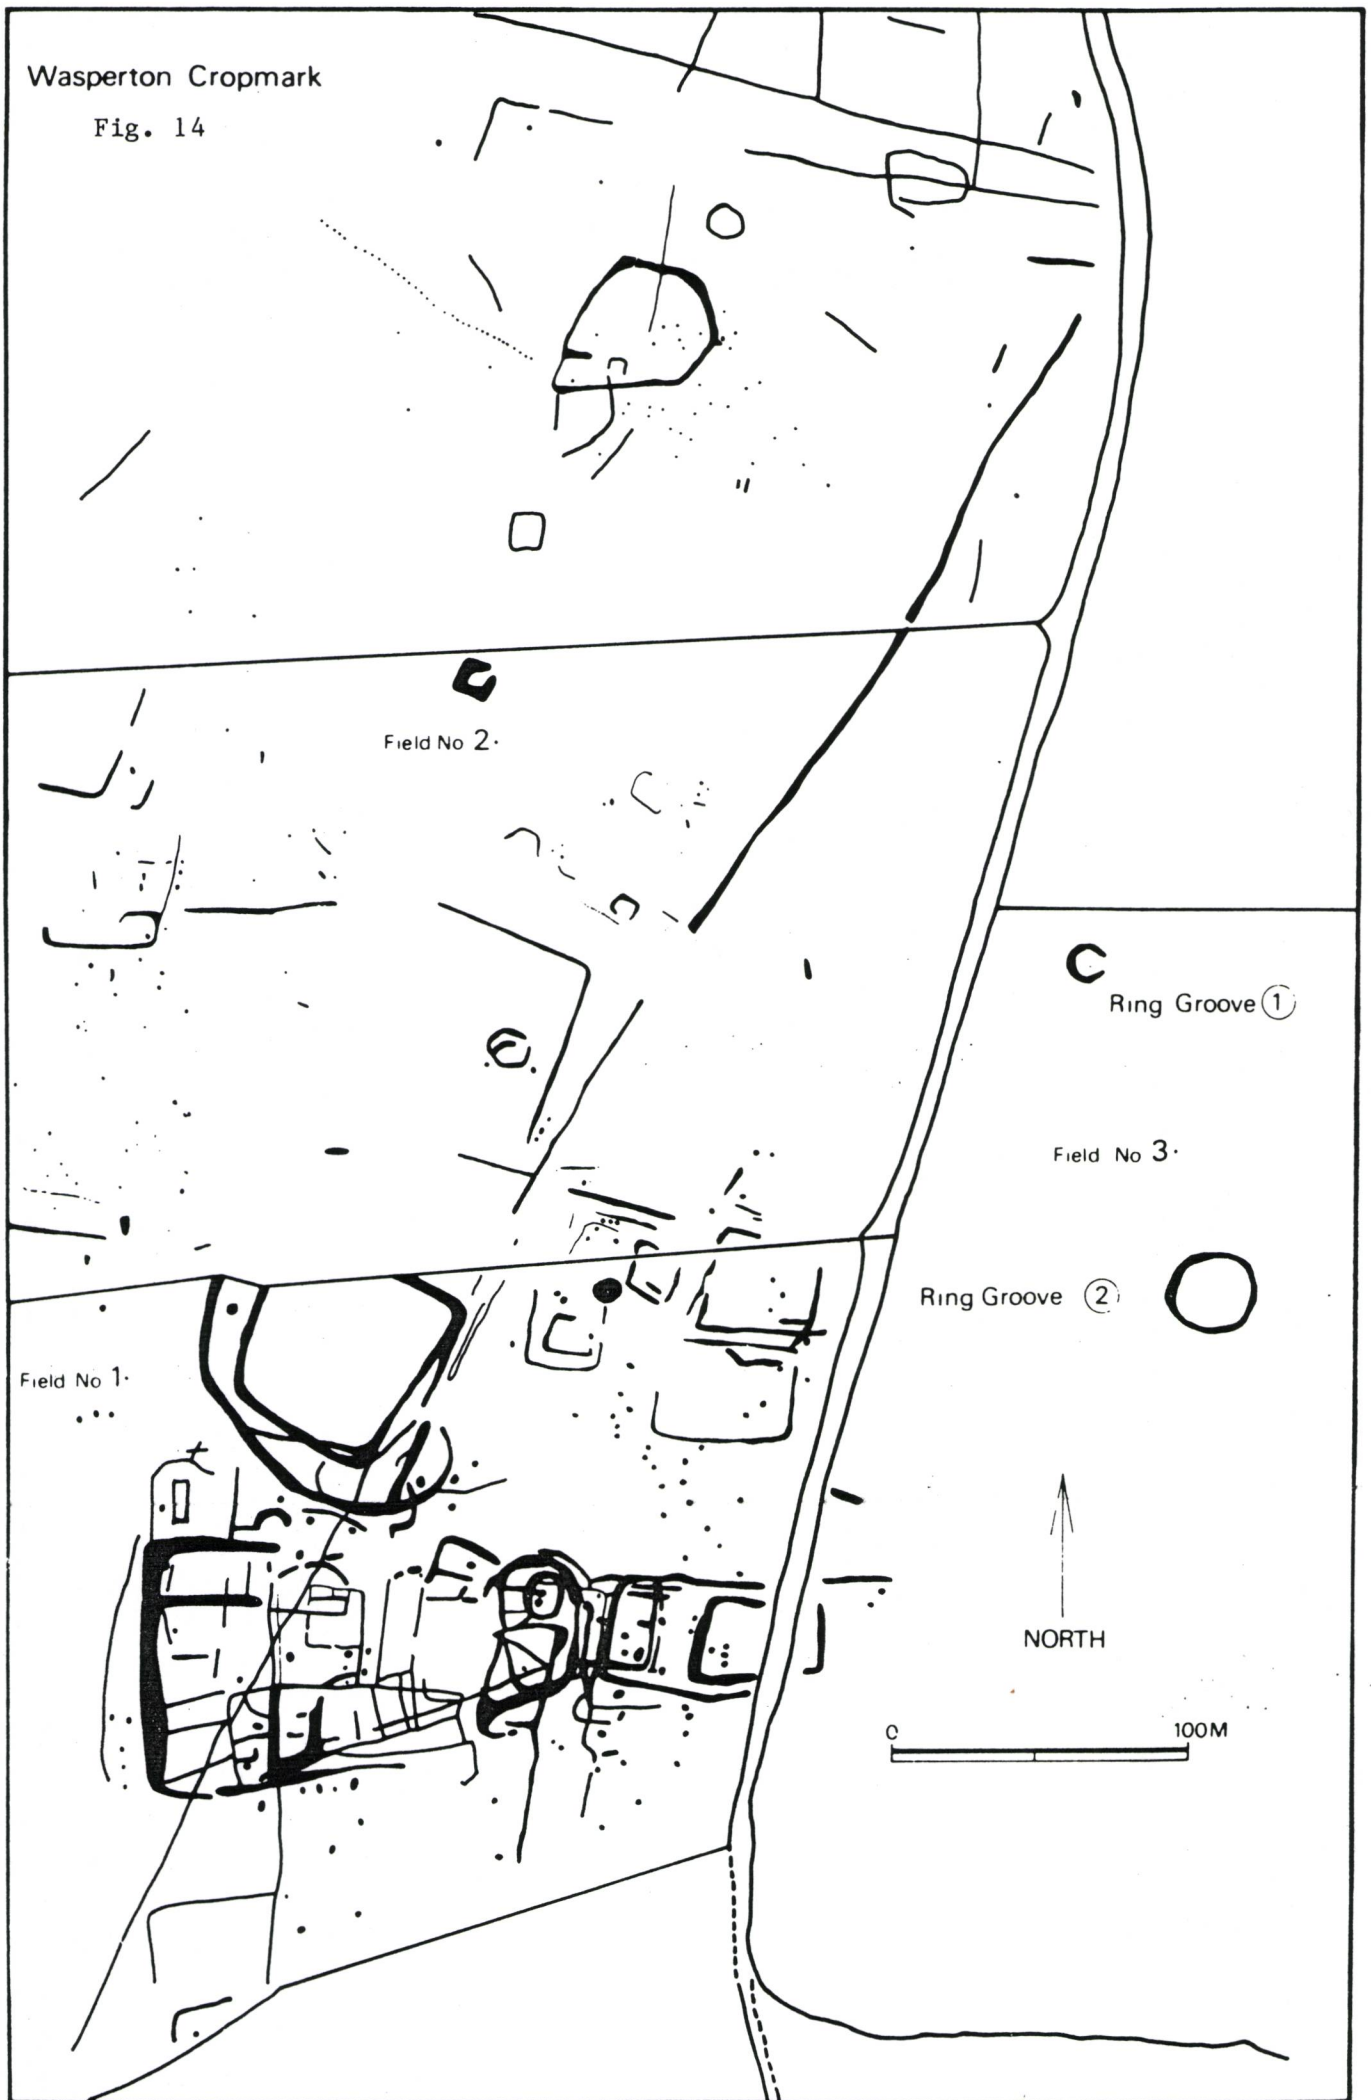 Wasperton Cropmark
Fig. 14
Field No 2.
Ring Groove 1
Field No 3.
Ring Groove 2
Field No 1.
NORTH
0 100M